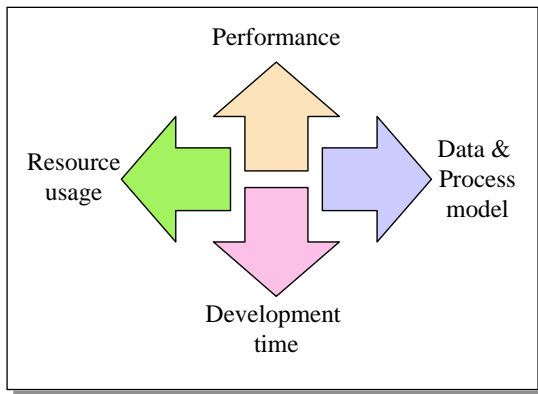 Performance
Resource
usage
Data &
Process
model
Development
time